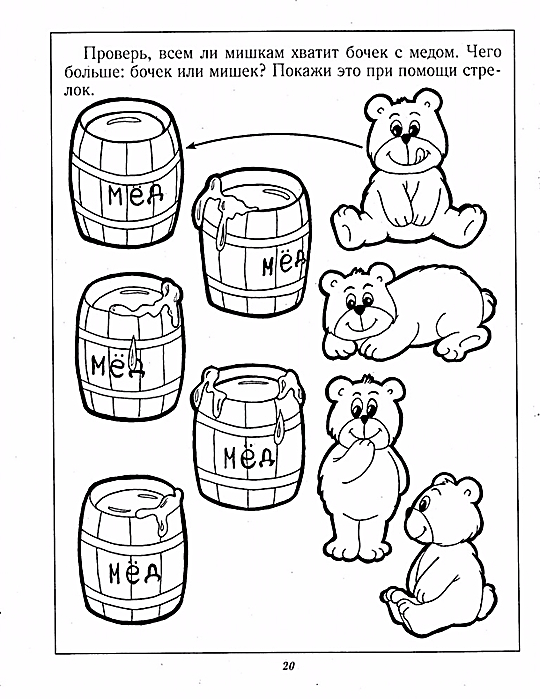 Проверь, всем ли мишкам хватит бочек с медом. Чего
больше: бочек или мишек? Покажи это при помощи стре-
лок.
мёд
мёд
мёд
мёд
мёд
20